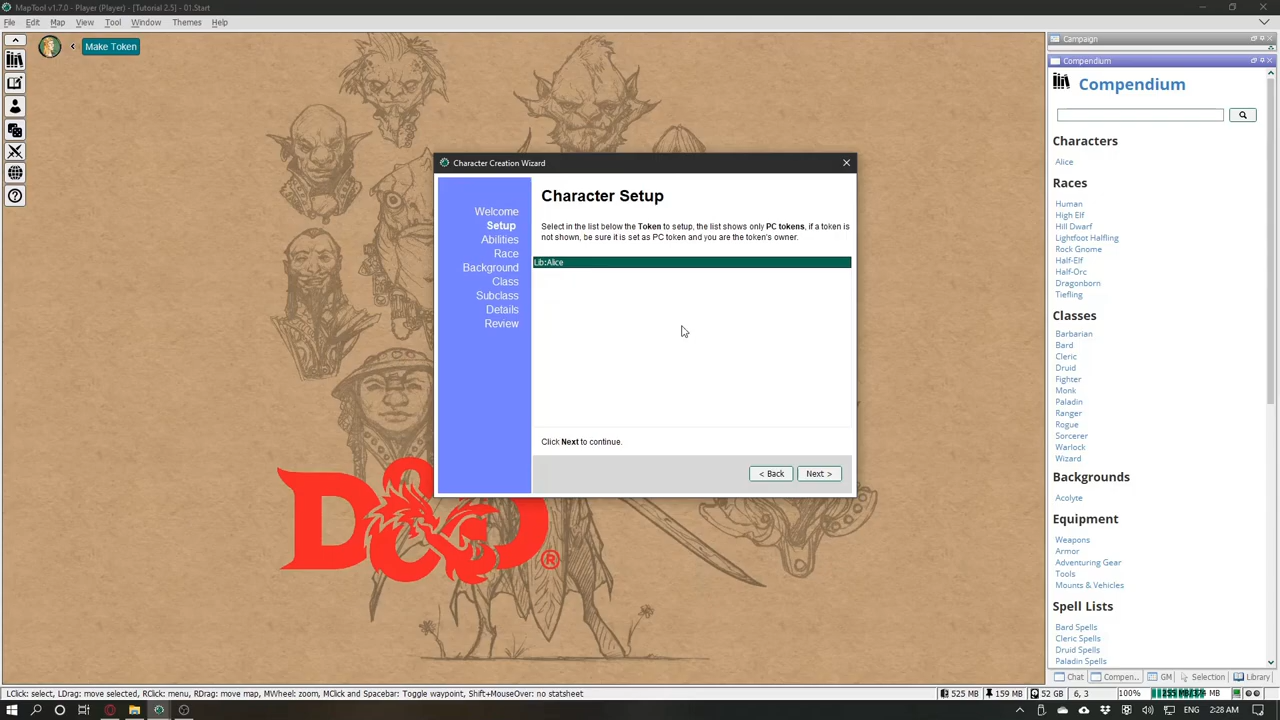 MapTool v1.7.0 - Player (Player) - [Tutorial 2.5] - 01.Start
File Edit Map View Tool Window Themes Help
Make Token
Campaign
Compendium
Compendium
Characters
Alice
Races
Human
High Elf
Hill Dwarf
Lightfoot Halfling
Rock Gnome
Half-Elf
Half-Orc
Dragonborn
Tiefling
Classes
Barbarian
Bard
Cleric
Druid
Fighter
Monk
Paladin
Ranger
Rogue
Sorcerer
Warlock
Wizard
Backgrounds
Acolyte
Equipment
Weapons
Armor
Adventuring Gear
Tools
Mounts & Vehicles
Spell Lists
Bard Spells
Cleric Spells
Druid Spells
Paladin Spells
Chat Compen... GM Selection Library
Character Creation Wizard
Welcome
Setup
Abilities
Race
Background
Class
Subclass
Details
Review
Character Setup
Select in the list below the Token to setup, the list shows only PC tokens, if a token is
not shown, be sure it is set as PC token and you are the token's owner.
Lib:Alice
Click Next to continue.
< Back Next >
D&D®
LClick: select, LDrag: move selected, RClick: menu, RDrag: move map, MWheel: zoom, MClick and Spacebar: Toggle waypoint, Shift+MouseOver: no statsheet
525 MB 159 MB 52 GB 6, 3 100%
ENG 2:28 AM